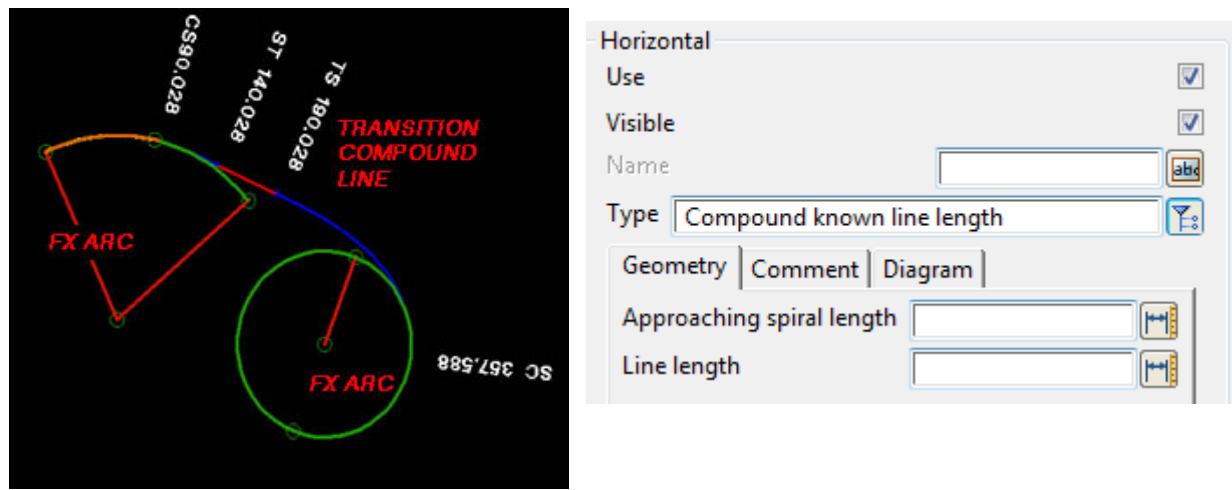 CS90.028
ST 140.028
TS 190.028
TRANSITION
COMPOUND
LINE
FX ARC
FX ARC
SC 357.588
Horizontal
Use
Visible
Name
abc
Type Compound known line length
Geometry Comment Diagram
Approaching spiral length
Line length